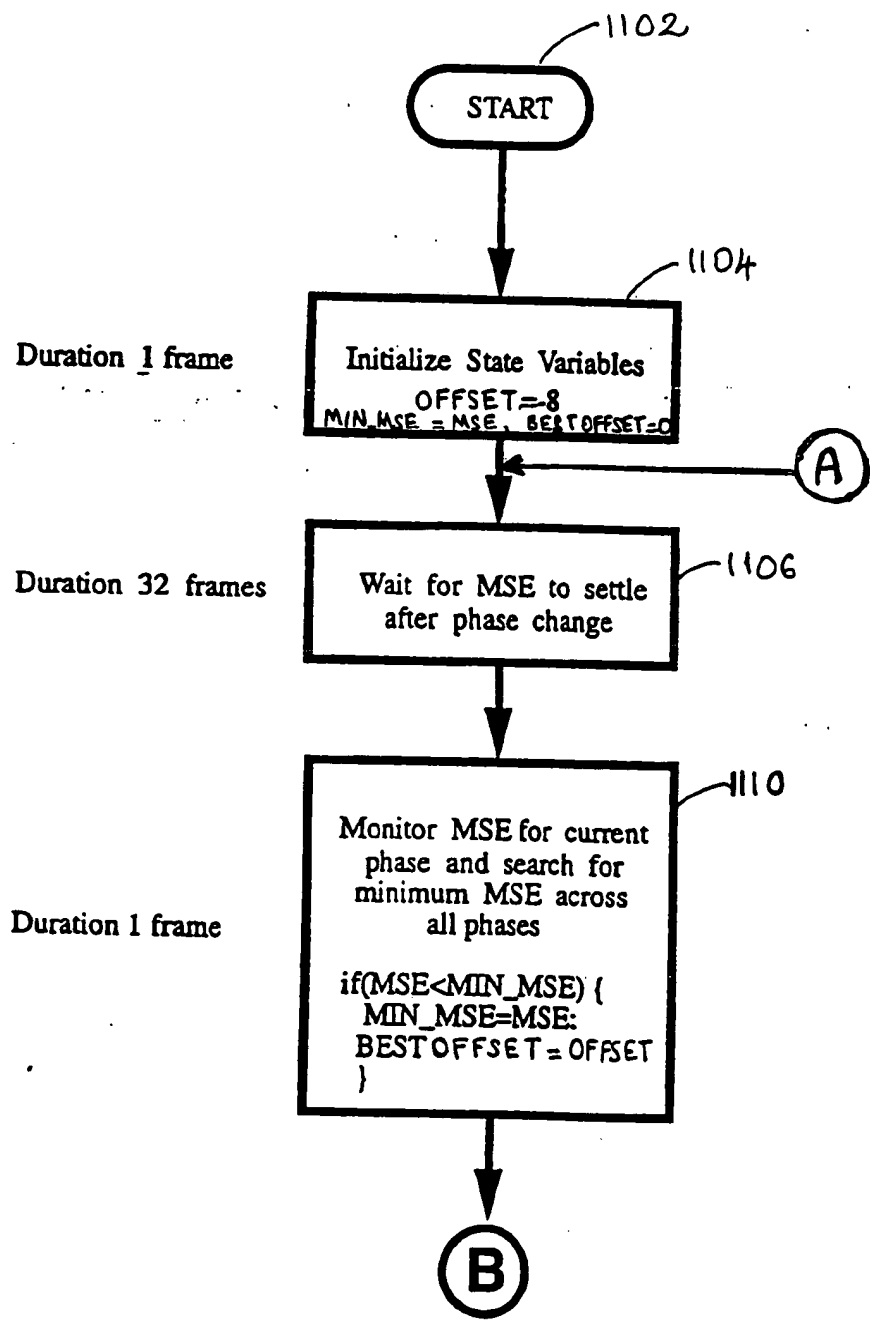 1102
START
1104
Duration 1 frame
Initialize State Variables
OFFSET=-8
MIN_MSE = MSE, BESTOFFSET=0
A
Duration 32 frames
Wait for MSE to settle
after phase change
1106
1110
Monitor MSE for current
phase and search for
minimum MSE across
all phases
Duration 1 frame
if(MSE<MIN_MSE) {
MIN_MSE=MSE:
BESTOFFSET = OFFSET
}
B